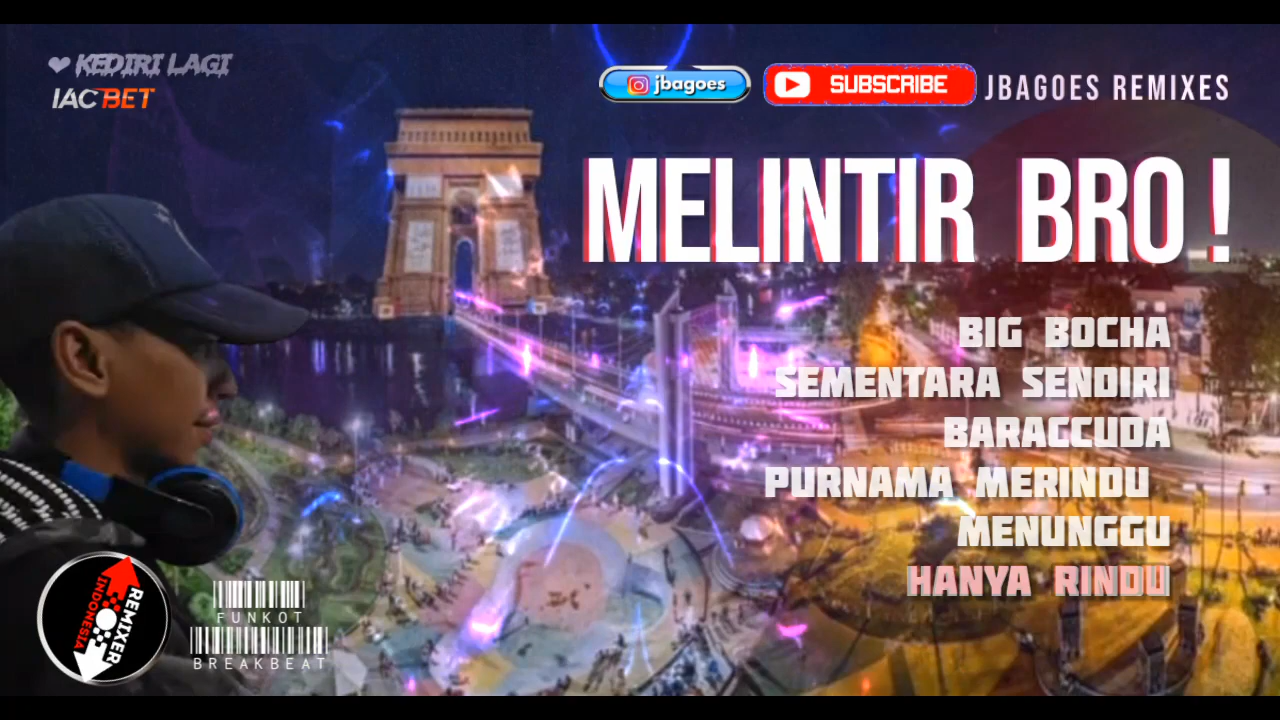 ❤ KEDIRI LAGI
IACBET
jbagoes
SUBSCRIBE
JBAGOES REMIXES
MELINTIR BRO !
BIG BOCHA
SEMENTARA SENDIRI
BARACCUDA
PURNAMA MERINDU
MENUNGGU
HANYA RINDU
REMIXER
INDONESIA
FUNKOT
BREAKBEAT